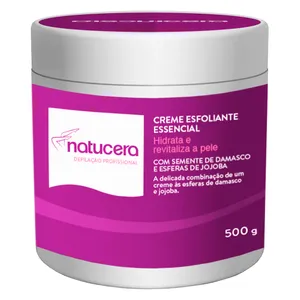 natucera
DEPILAÇÃO PROFISSIONAL
CREME ESFOLIANTE
ESSENCIAL
Hidrata e
revitaliza a pele
COM SEMENTE DE DAMASCO
E ESFERAS DE JOJOBA
A delicada combinação de um
creme às esferas de damasco
e jojoba.
500 g